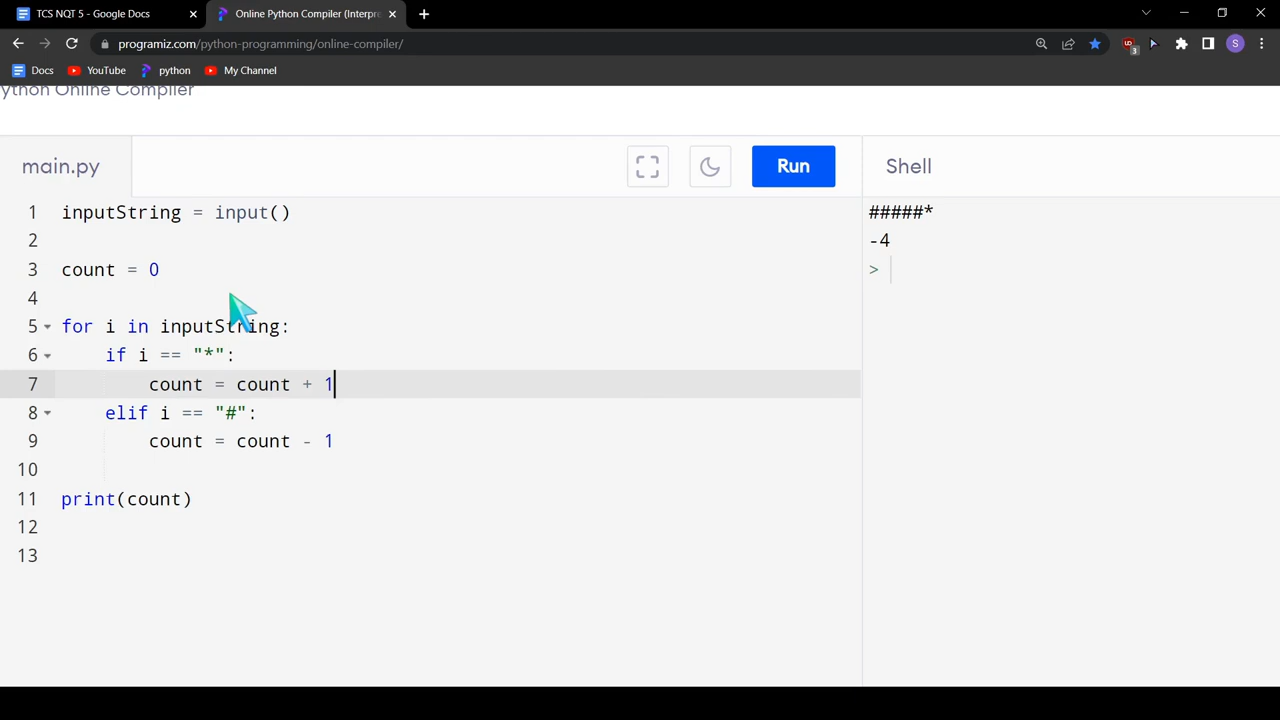 TCS NQT 5 - Google Docs
Online Python Compiler (Interpre
programiz.com/python-programming/online-compiler/
3
S
Docs
YouTube
python
My Channel
ython Online Compiler
main.py
Run
Shell
1 inputString = input()
2
3 count = 0
4
5 for i in inputString:
6 if i == "*":
7 count = count + 1
8 elif i == "#":
9 count = count - 1
10
11 print(count)
12
13
#####*
-4
>